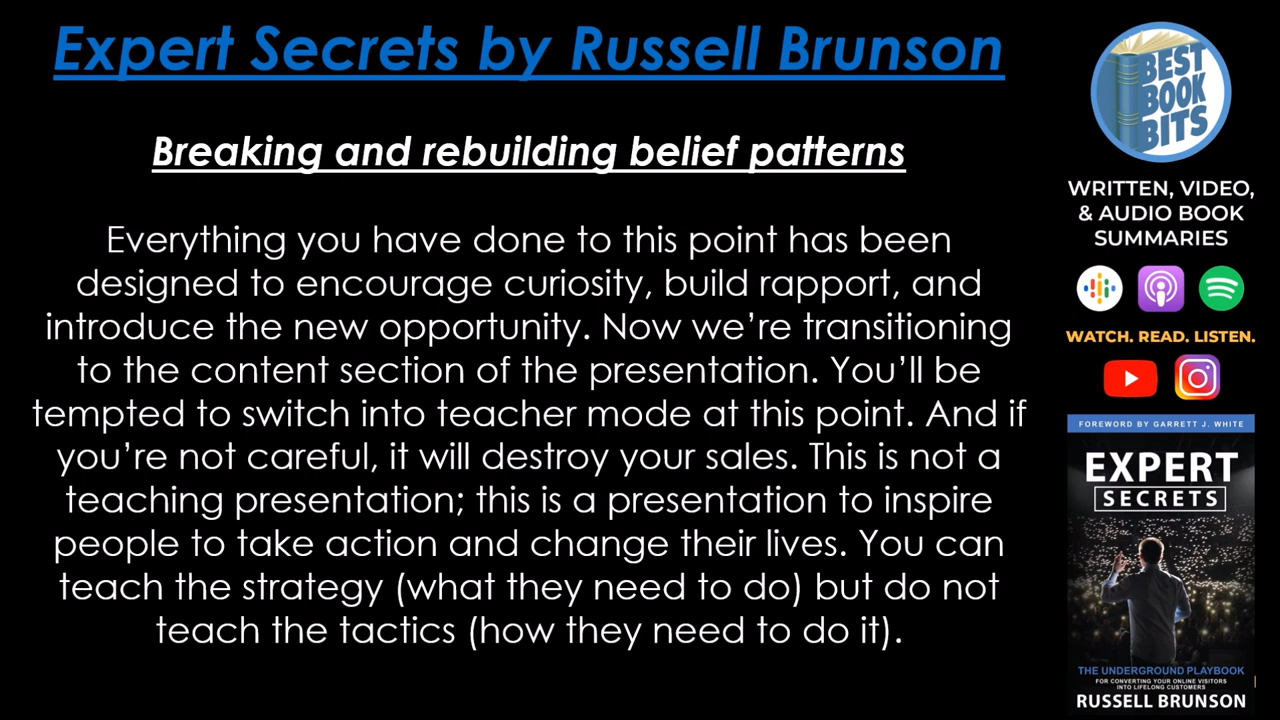 Expert Secrets by Russell Brunson
Breaking and rebuilding belief patterns
Everything you have done to this point has been
designed to encourage curiosity, build rapport, and
introduce the new opportunity. Now we’re transitioning
to the content section of the presentation. You’ll be
tempted to switch into teacher mode at this point. And if
you’re not careful, it will destroy your sales. This is not a
teaching presentation; this is a presentation to inspire
people to take action and change their lives. You can
teach the strategy (what they need to do) but do not
teach the tactics (how they need to do it).
BEST
BOOK
BITS
WRITTEN, VIDEO,
& AUDIO BOOK
SUMMARIES
WATCH. READ. LISTEN.
FOREWORD BY GARRETT J. WHITE
EXPERT
SECRETS
THE UNDERGROUND PLAYBOOK
FOR CONVERTING YOUR ONLINE VISITORS
INTO LIFELONG CUSTOMERS
RUSSELL BRUNSON